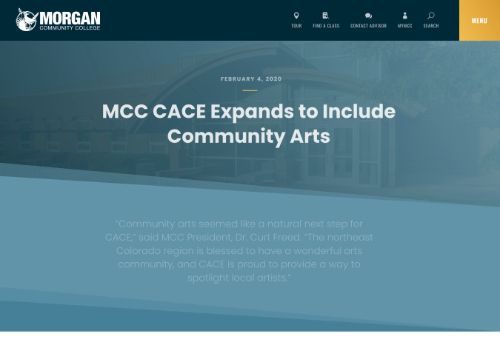 MORGAN
COMMUNITY COLLEGE
TOUR
FIND A CLASS
CONTACT ADVISOR
MYMCC
SEARCH
MENU
FEBRUARY 4, 2020
MCC CACE Expands to Include
Community Arts
“Community arts seemed like a natural next step for
CACE,” said MCC President, Dr. Curt Freed. “The northeast
Colorado region is blessed to have a wonderful arts
community, and CACE is proud to provide a way to
spotlight local artists.”